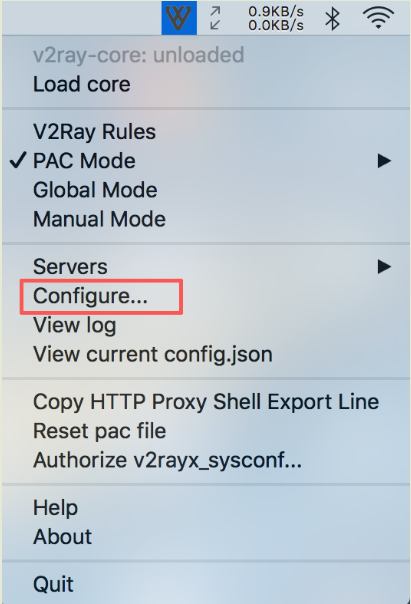 0.9KB/s
0.0KB/s
v2ray-core: unloaded
Load core
V2Ray Rules
PAC Mode
Global Mode
Manual Mode
Servers
Configure...
View log
View current config.json
Copy HTTP Proxy Shell Export Line
Reset pac file
Authorize v2rayx_sysconf...
Help
About
Quit